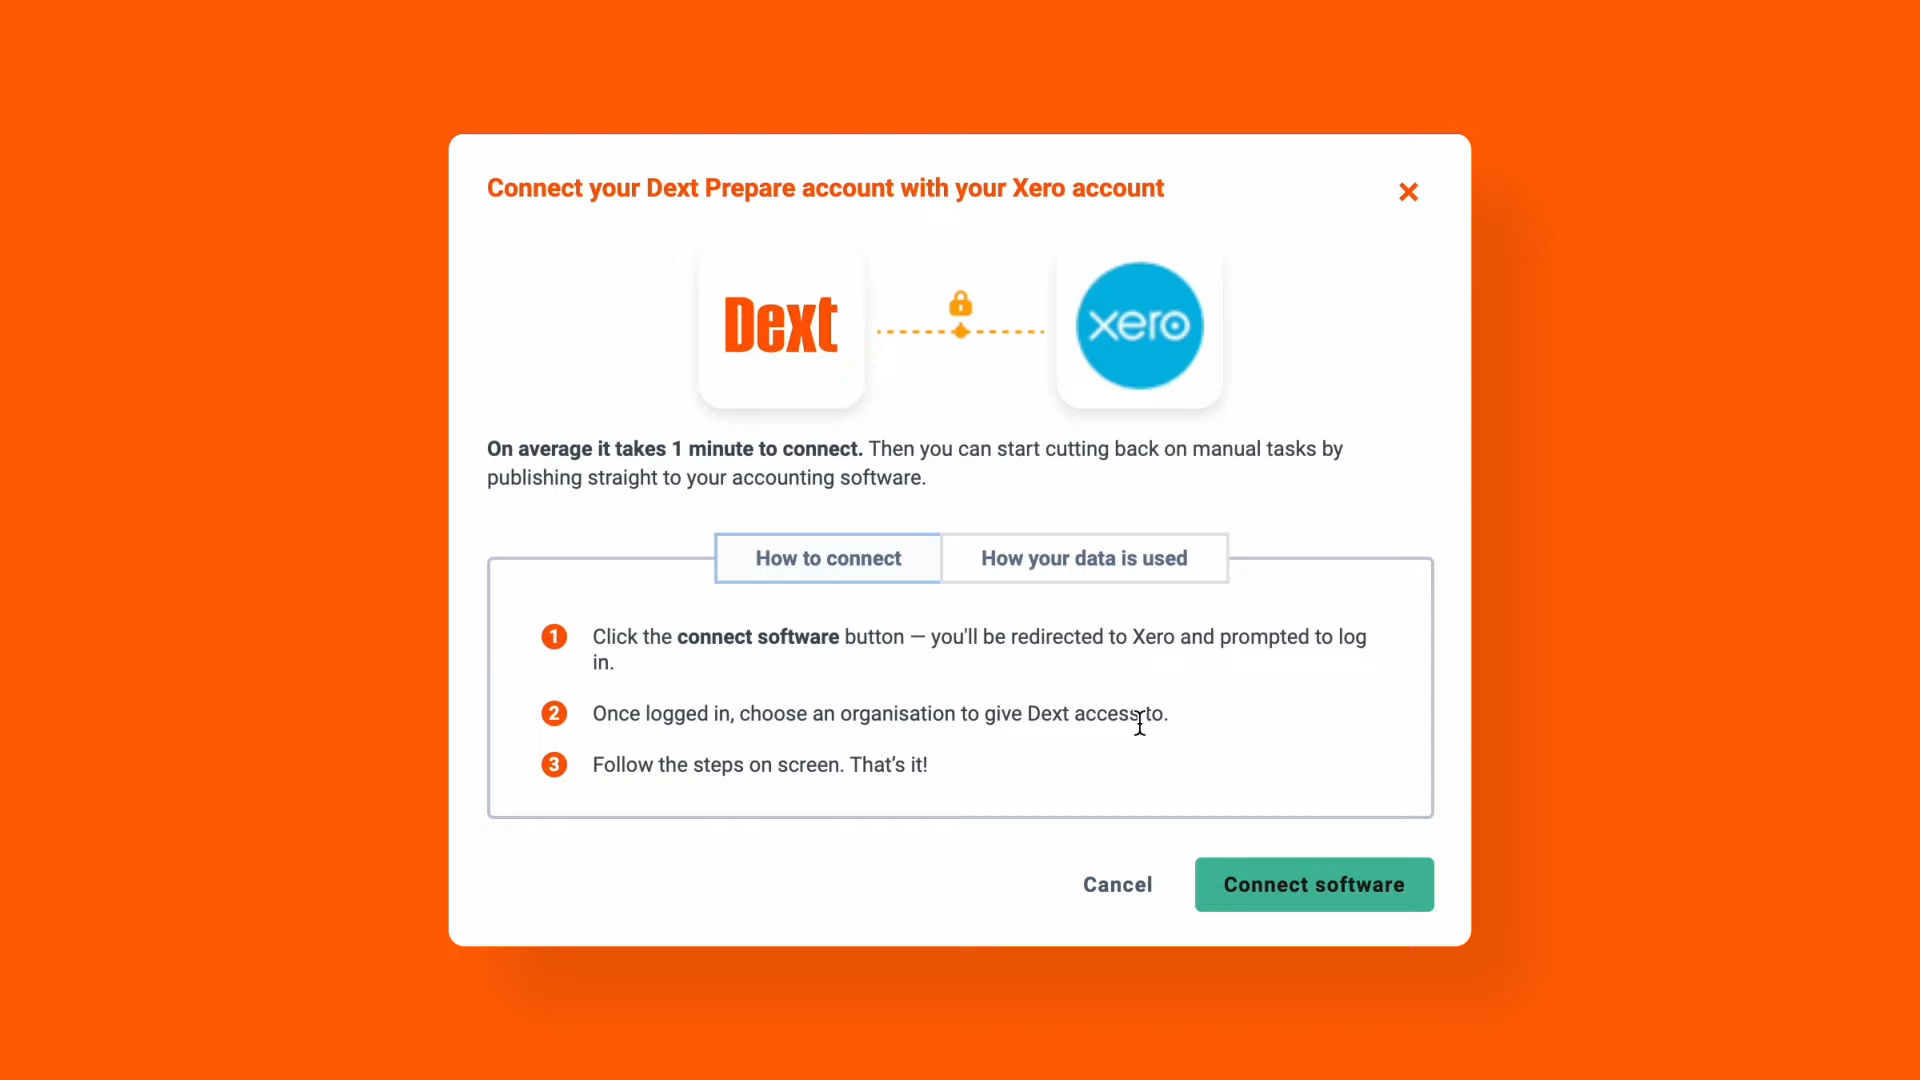 Connect your Dext Prepare account with your Xero account
Dext
xero
On average it takes 1 minute to connect. Then you can start cutting back on manual tasks by
publishing straight to your accounting software.
How to connect
How your data is used
1 Click the connect software button — you'll be redirected to Xero and prompted to log
in.
2 Once logged in, choose an organisation to give Dext access to.
3 Follow the steps on screen. That’s it!
Cancel
Connect software